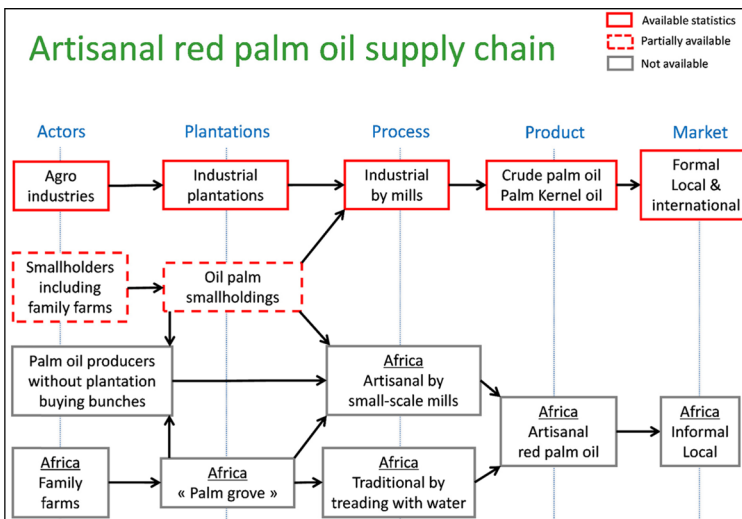 Artisanal red palm oil supply chain
Available statistics
Partially available
Not available
Actors
Plantations
Process
Product
Market
Agro
industries
Industrial
plantations
Industrial
by mills
Crude palm oil
Palm Kernel oil
Formal
Local &
international
Smallholders
including
family farms
Oil palm
smallholdings
Palm oil producers
without plantation
buying bunches
Africa
Artisanal by
small-scale mills
Africa
Artisanal
red palm oil
Africa
Informal
Local
Africa
Family
farms
Africa
« Palm grove »
Africa
Traditional by
treading with water